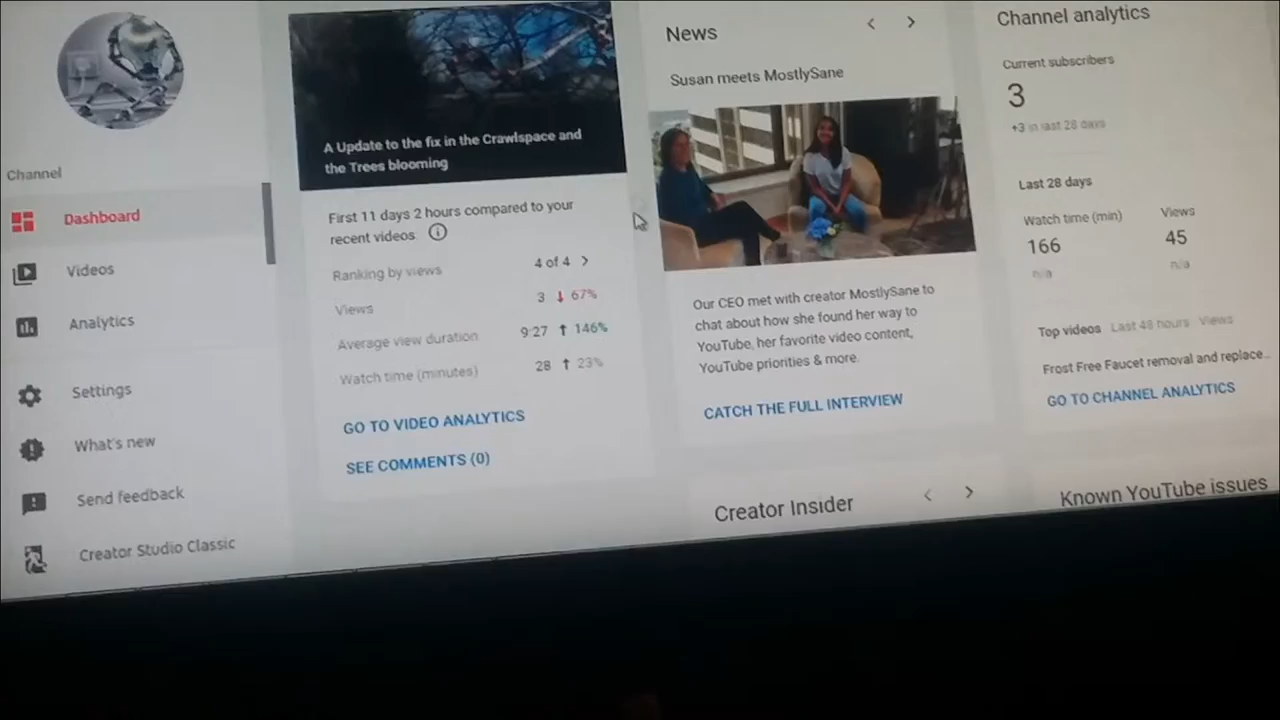 Channel
Dashboard
Videos
Analytics
Settings
What's new
Send feedback
Creator Studio Classic
A Update to the fix in the Crawlspace and
the Trees blooming
First 11 days 2 hours compared to your
recent videos
Ranking by views 4 of 4
Views 3 67%
Average view duration 9:27 146%
Watch time (minutes) 28 23%
GO TO VIDEO ANALYTICS
SEE COMMENTS (0)
News
Susan meets MostlySane
Our CEO met with creator MostlySane to
chat about how she found her way to
YouTube, her favorite video content,
YouTube priorities & more.
CATCH THE FULL INTERVIEW
Creator Insider
Channel analytics
Current subscribers
3
+3 in last 28 days
Last 28 days
Watch time (min) Views
166 45
n/a n/a
Top videos Last 48 hours Views
Frost Free Faucet removal and replace...
GO TO CHANNEL ANALYTICS
Known YouTube issues